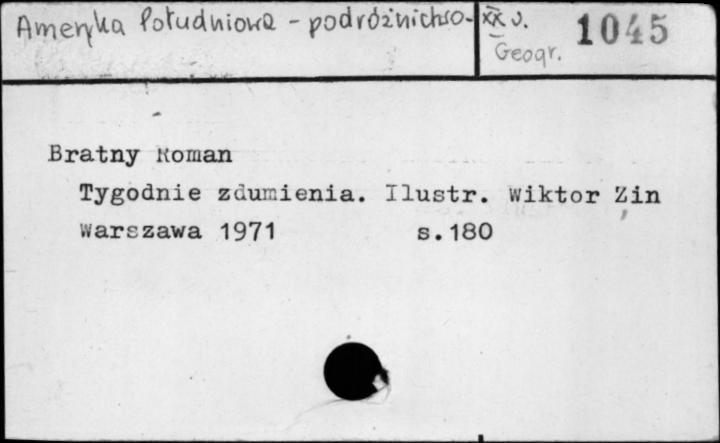 Ameryka Południowa - podróżnictwo - XX w.
Geogr.
1045
Bratny Roman
Tygodnie zdumienia. Ilustr. Wiktor Zin
Warszawa 1971 s.180